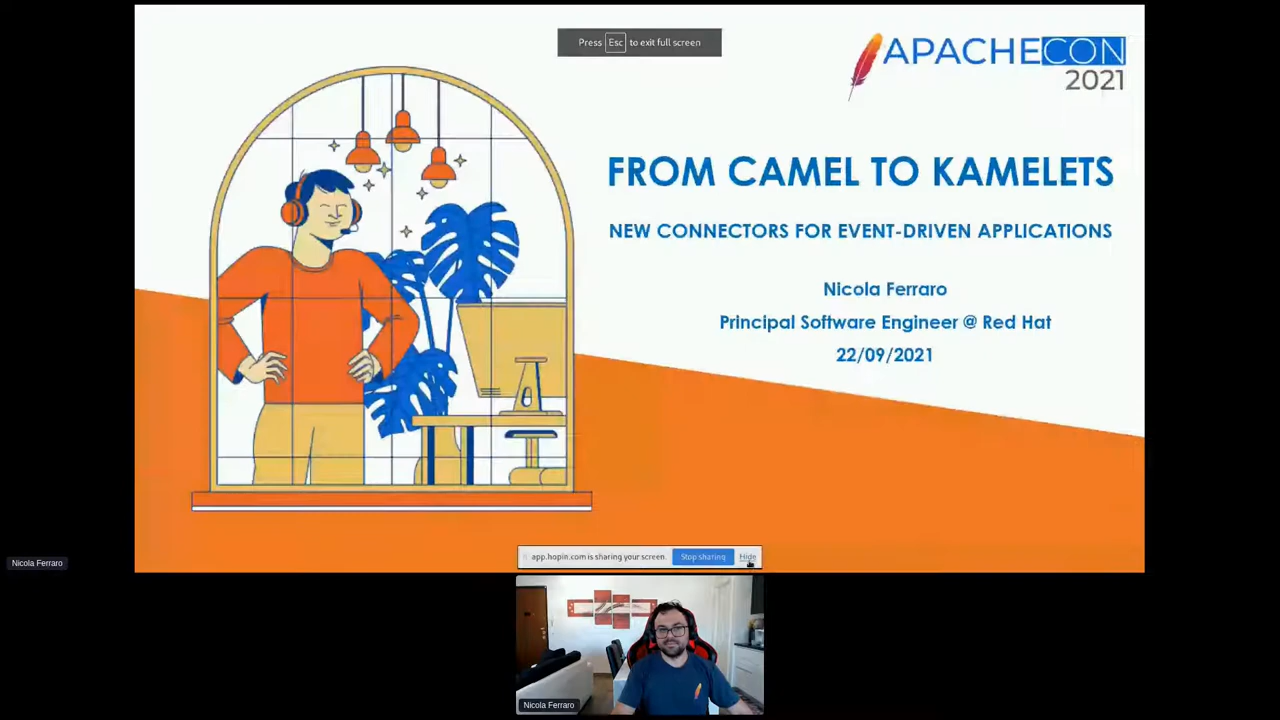 Press Esc to exit full screen
APACHECON
2021
FROM CAMEL TO KAMELETS
NEW CONNECTORS FOR EVENT-DRIVEN APPLICATIONS
Nicola Ferraro
Principal Software Engineer @ Red Hat
22/09/2021
app.hopin.com is sharing your screen.
Stop sharing
Hide
Nicola Ferraro
Nicola Ferraro